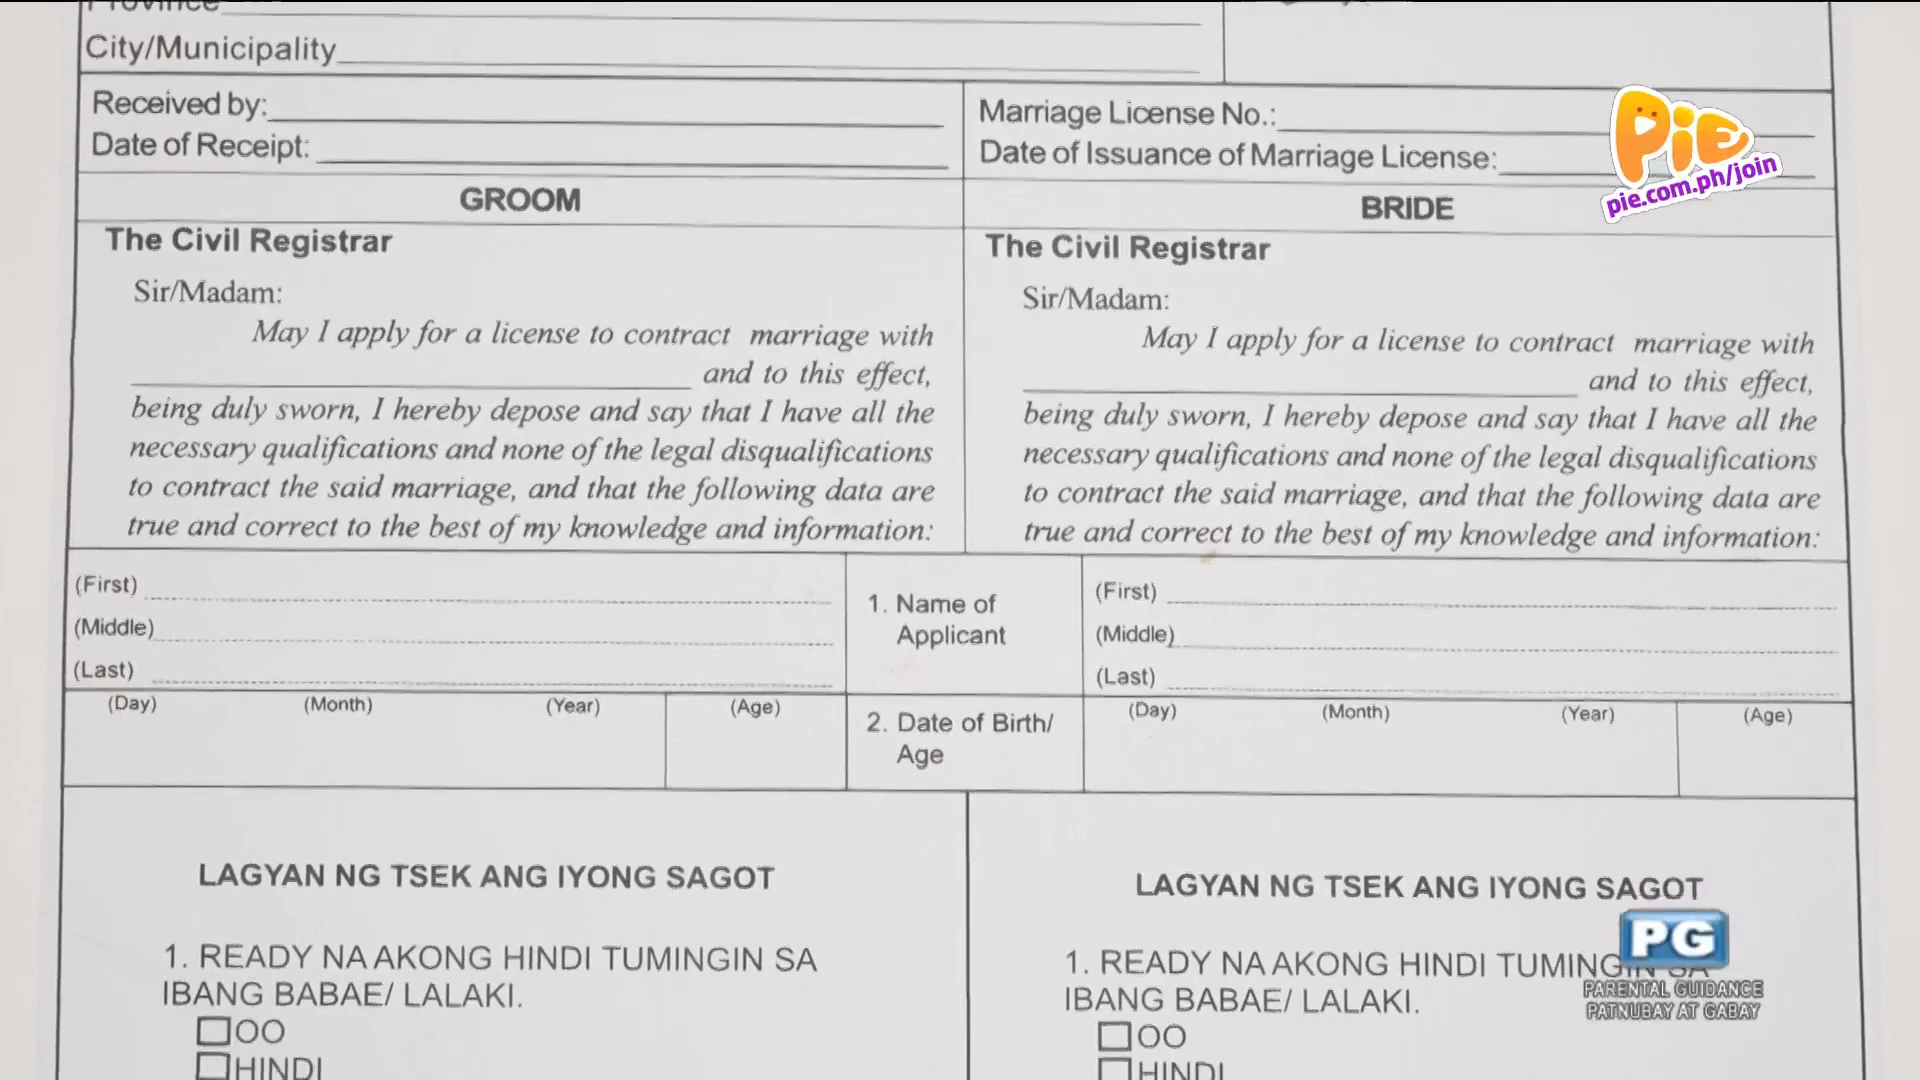 Province
City/Municipality
Received by:
Date of Receipt:
Marriage License No.:
Date of Issuance of Marriage License:
PiE
pie.com.ph/join
GROOM
The Civil Registrar
Sir/Madam:
May I apply for a license to contract marriage with
and to this effect,
being duly sworn, I hereby depose and say that I have all the
necessary qualifications and none of the legal disqualifications
to contract the said marriage, and that the following data are
true and correct to the best of my knowledge and information:
BRIDE
The Civil Registrar
Sir/Madam:
May I apply for a license to contract marriage with
and to this effect,
being duly sworn, I hereby depose and say that I have all the
necessary qualifications and none of the legal disqualifications
to contract the said marriage, and that the following data are
true and correct to the best of my knowledge and information:
(First)
(Middle)
(Last)
1. Name of
Applicant
(First)
(Middle)
(Last)
(Day) (Month) (Year) (Age)
2. Date of Birth/
Age
(Day) (Month) (Year) (Age)
LAGYAN NG TSEK ANG IYONG SAGOT
1. READY NA AKONG HINDI TUMINGIN SA
IBANG BABAE/ LALAKI.
OO
HINDI
LAGYAN NG TSEK ANG IYONG SAGOT
1. READY NA AKONG HINDI TUMINGIN SA
IBANG BABAE/ LALAKI.
OO
HINDI
PG
PARENTAL GUIDANCE
PATNUBAY AT GABAY